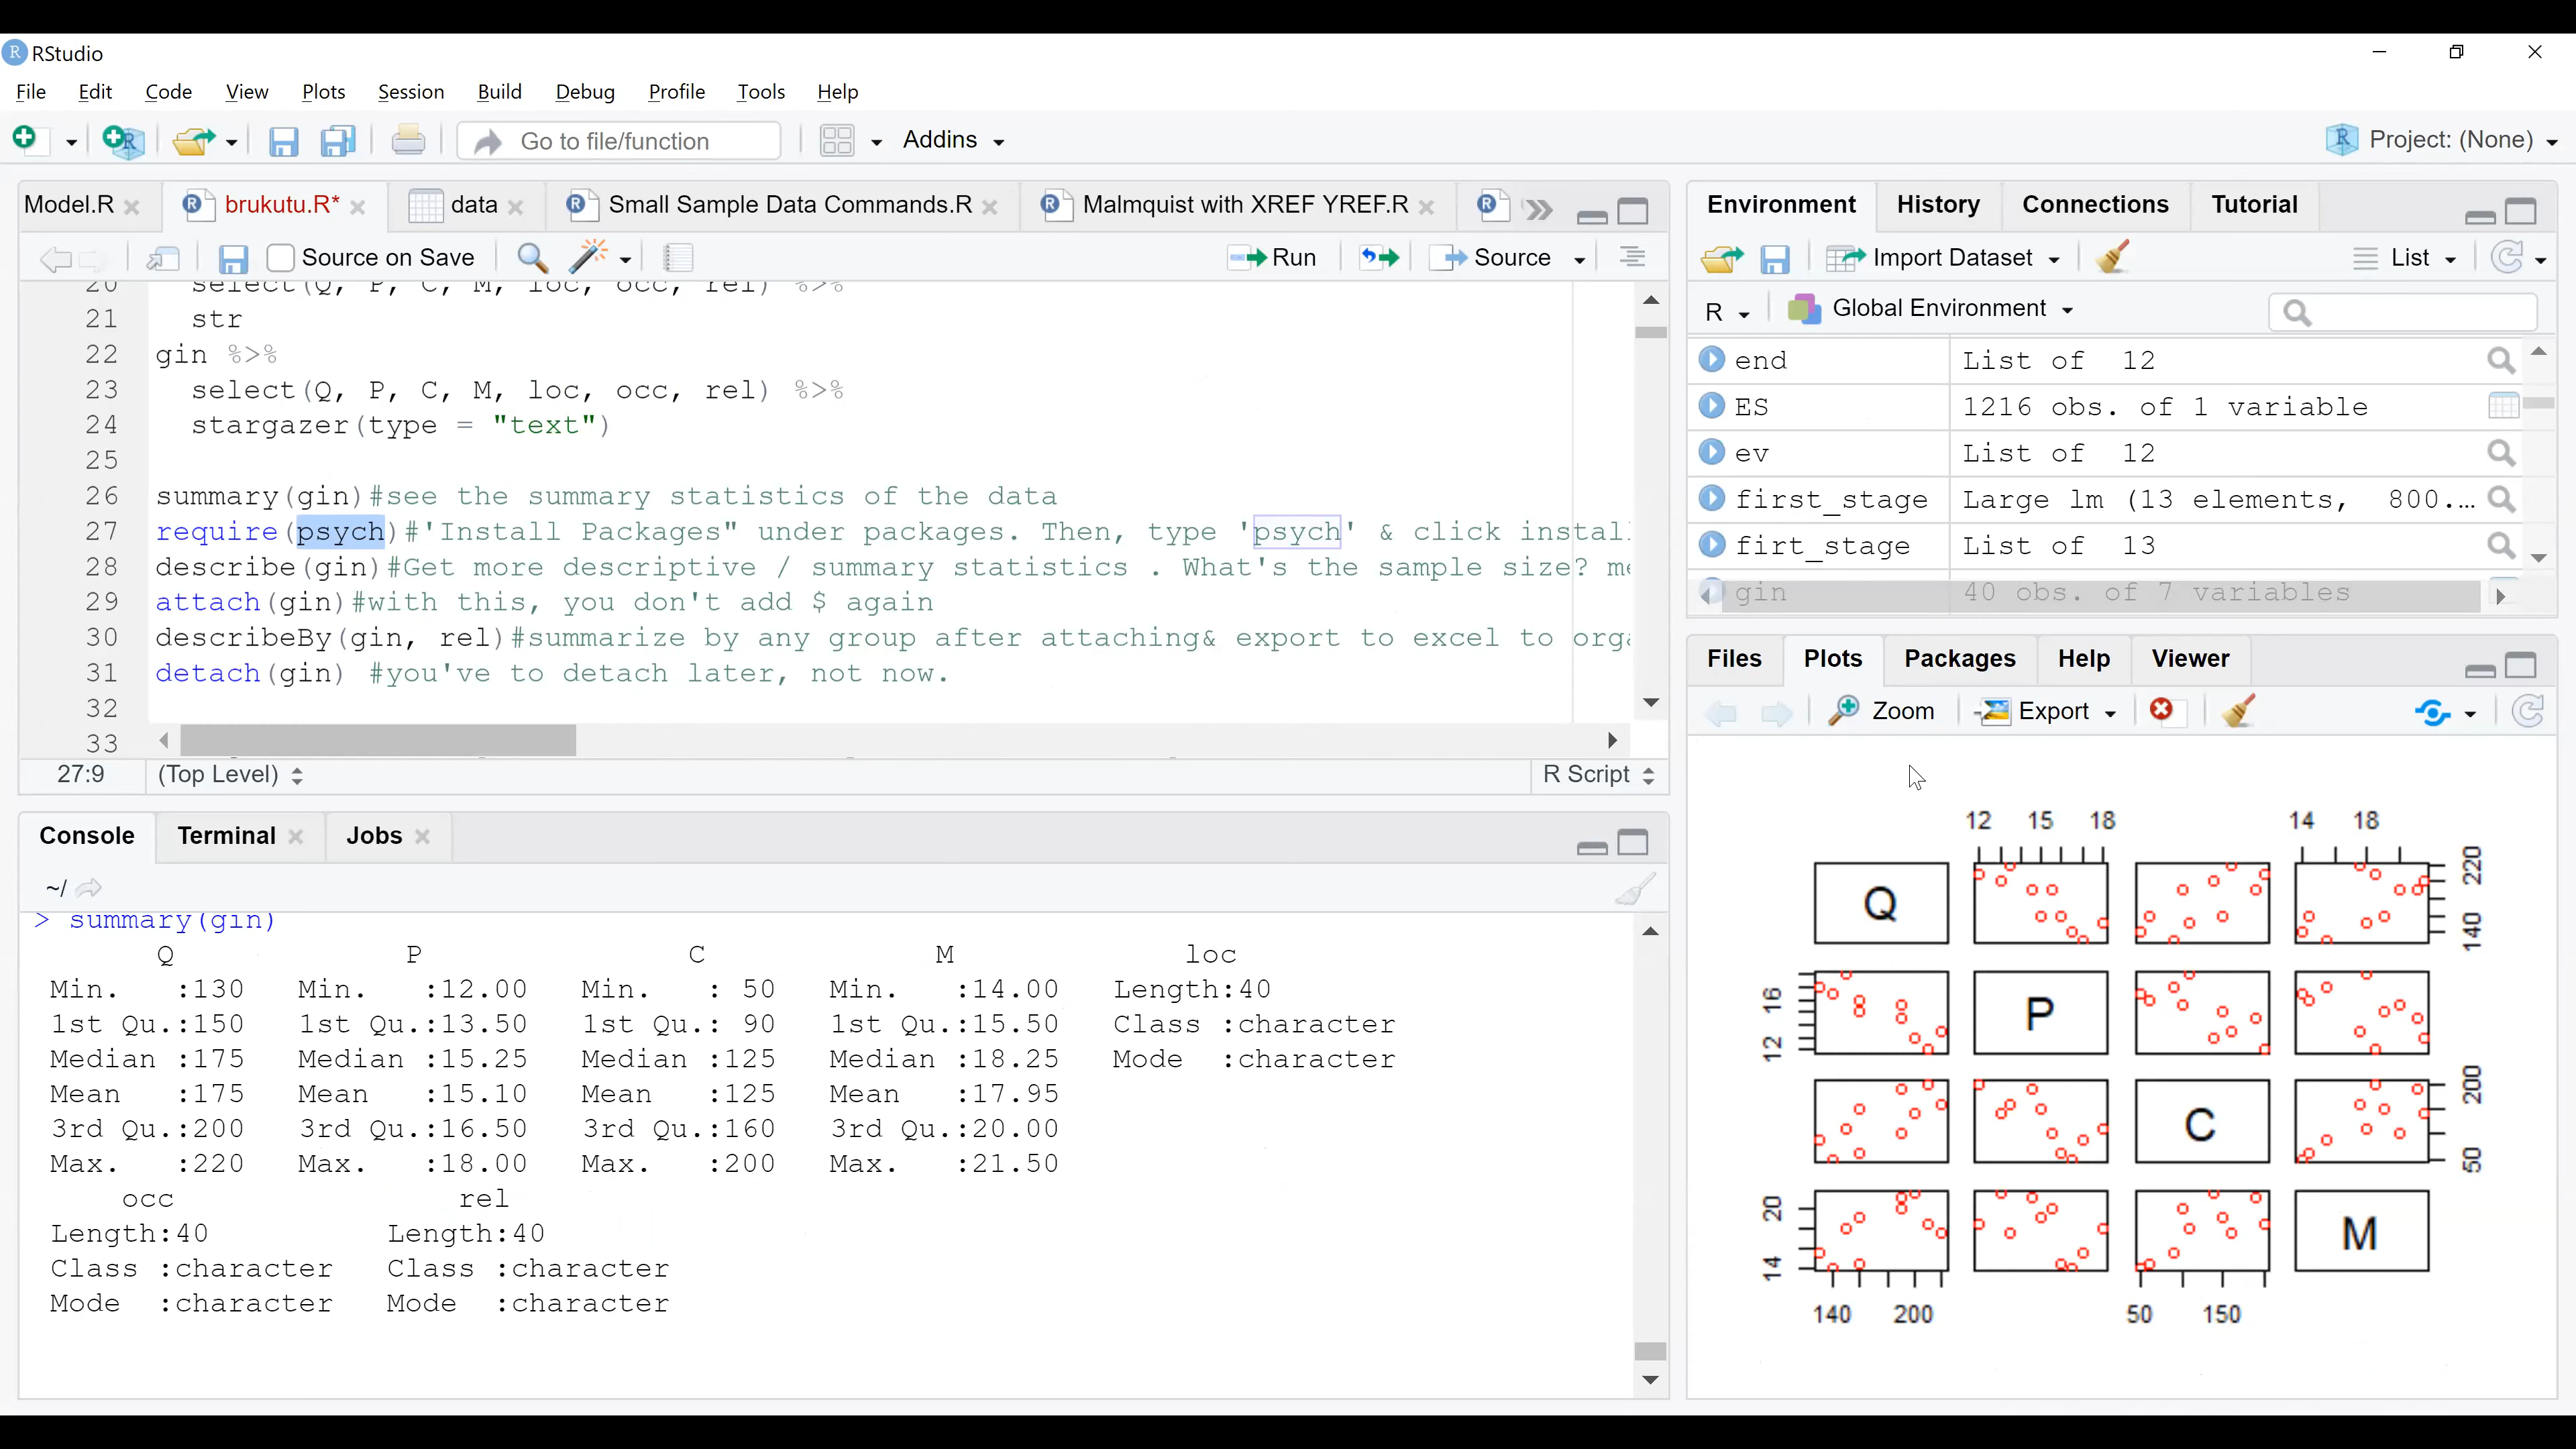 RStudio
File Edit Code View Plots Session Build Debug Profile Tools Help
Go to file/function Addins Project: (None)
Model.R brukutu.R* data Small Sample Data Commands.R Malmquist with XREF YREF.R
Source on Save Run Source
20 select(Q, P, C, M, loc, occ, rel) %>%
21 str
22 gin %>%
23 select(Q, P, C, M, loc, occ, rel) %>%
24 stargazer(type = "text")
25
26 summary(gin)#see the summary statistics of the data
27 require(psych)#'Install Packages" under packages. Then, type 'psych' & click instal
28 describe(gin)#Get more descriptive / summary statistics . What's the sample size? m
29 attach(gin)#with this, you don't add $ again
30 describeBy(gin, rel)#summarize by any group after attaching& export to excel to org
31 detach(gin) #you've to detach later, not now.
32
33
27:9 (Top Level) R Script
Console Terminal Jobs
~/
> summary(gin)
Q P C M loc
Min. :130 Min. :12.00 Min. : 50 Min. :14.00 Length:40
1st Qu.:150 1st Qu.:13.50 1st Qu.: 90 1st Qu.:15.50 Class :character
Median :175 Median :15.25 Median :125 Median :18.25 Mode :character
Mean :175 Mean :15.10 Mean :125 Mean :17.95
3rd Qu.:200 3rd Qu.:16.50 3rd Qu.:160 3rd Qu.:20.00
Max. :220 Max. :18.00 Max. :200 Max. :21.50
occ rel
Length:40 Length:40
Class :character Class :character
Mode :character Mode :character
Environment History Connections Tutorial
Import Dataset List
R Global Environment
end List of 12
ES 1216 obs. of 1 variable
ev List of 12
first_stage Large lm (13 elements, 800.…
firt_stage List of 13
gin 40 obs. of 7 variables
Files Plots Packages Help Viewer
Zoom Export
12 15 18 14 18
Q 140 220
12 16 P
C 50 200
14 20 M
140 200 50 150